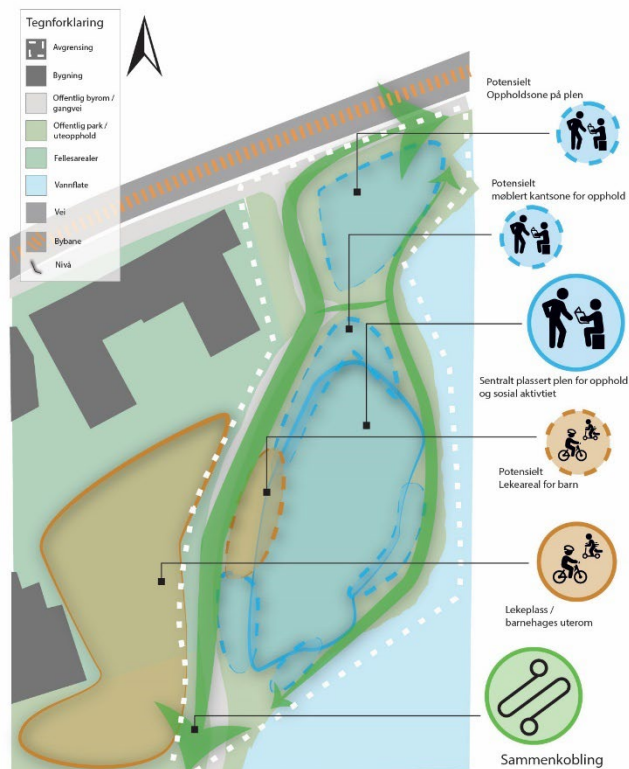 Tegnforklaring
Avgrensing
Bygning
Offentlig byrom /
gangvei
Offentlig park /
uteopphold
Fellesarealer
Vannflate
Vei
Bybane
Nivå
Potensielt
Oppholdsone på plen
Potensielt
møblert kantsone for opphold
Sentralt plassert plen for opphold
og sosial aktivtiet
Potensielt
Lekeareal for barn
Lekeplass /
barnehages uterom
Sammenkobling